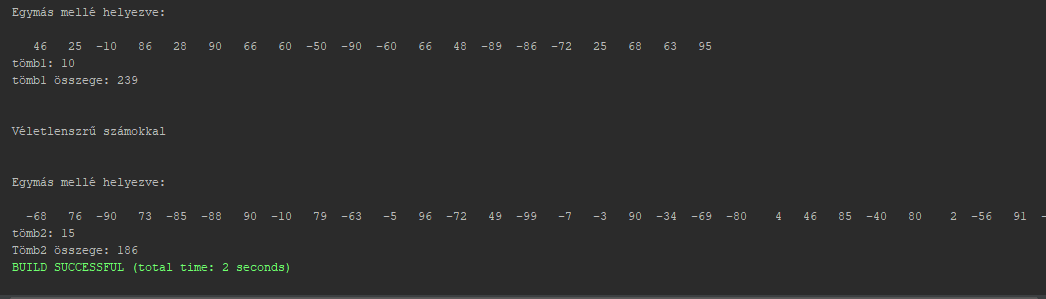 Egymás mellé helyezve:
46 25 -10 86 28 90 66 60 -50 -90 -60 66 48 -89 -86 -72 25 68 63 95
tömb1: 10
tömb1 összege: 239
Véletlenszrű számokkal
Egymás mellé helyezve:
-68 76 -90 73 -85 -88 90 -10 79 -63 -5 96 -72 49 -99 -7 -3 90 -34 -69 -80 4 46 85 -40 80 2 -56 91 -
tömb2: 15
Tömb2 összege: 186
BUILD SUCCESSFUL (total time: 2 seconds)